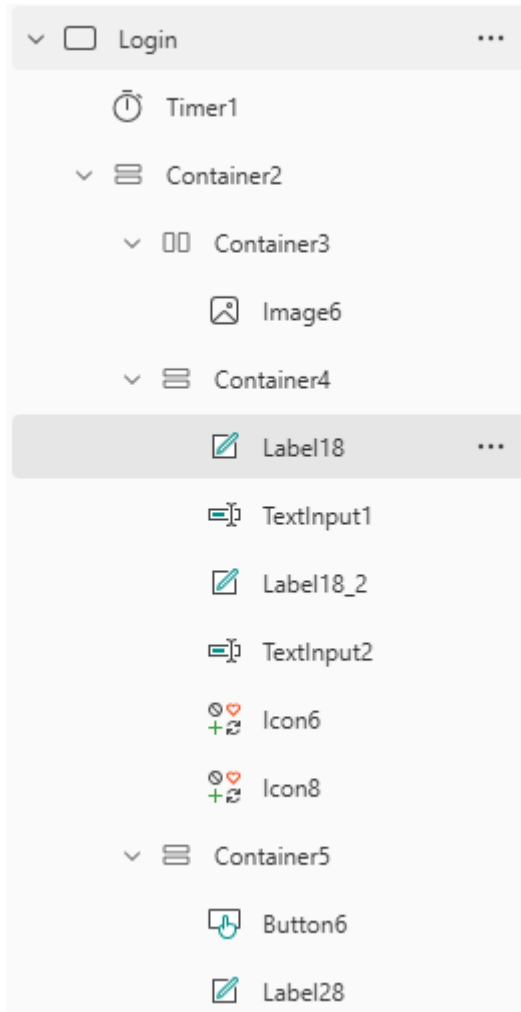 Login
Timer1
Container2
Container3
Image6
Container4
Label18
TextInput1
Label18_2
TextInput2
Icon6
Icon8
Container5
Button6
Label28